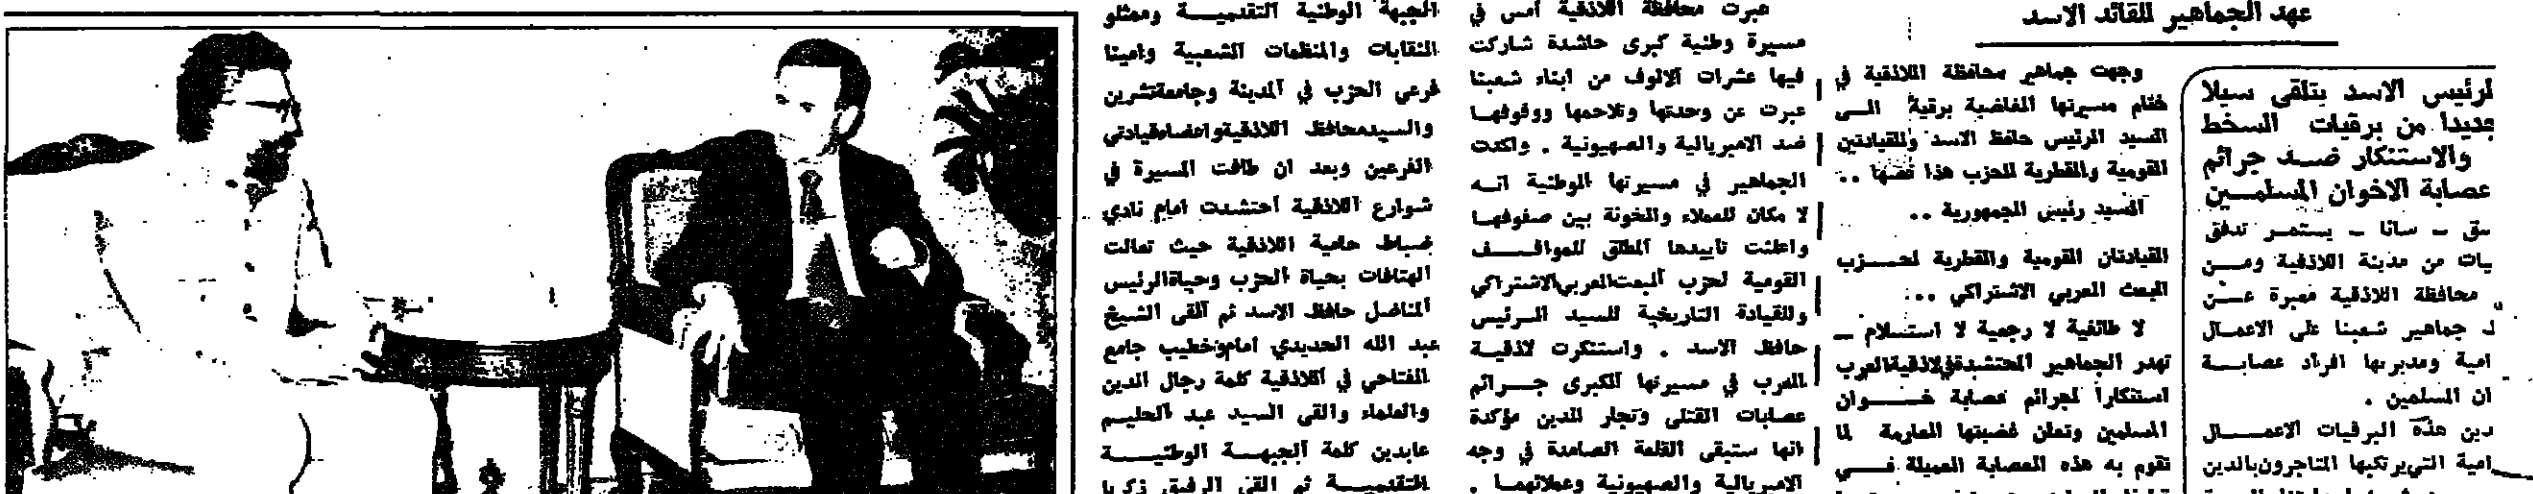 لرئيس الاسد يتلقى سيلا
جديدا من برقيات السخط
والاستنكار ضد جرائم
عصابة الاخوان المسلمين
سق ـ سانا ـ يستمر تدفق
يات من مدينة اللاذقية ومن
محافظة اللاذقية معبرة عن
جماهير شعبنا على الاعمال
امية ومدبريها افراد عصابة
ان المسلمين .
دين هذه البرقيات الاعمال
امية التي يرتكبها المتاجرون بالدين
عهد الجماهير للقائد الاسد
وجهت جماهير محافظة اللاذقية في
ختام مسيرتها الغاضبة برقية الى
السيد الرئيس حافظ الاسد وللقيادتين
القومية والقطرية للحزب هذا نصها ..
السيد رئيس الجمهورية ..
القيادتان القومية والقطرية لحزب
البعث العربي الاشتراكي ..
لا طائفية لا رجعية لا استسلام ـ
تهدر الجماهير المحتشدة في لاذقية العرب
استنكاراً لجرائم عصابة خوان
المسلمين وتعلن غضبتها العارمة لما
تقوم به هذه العصابة العميلة في
عبرت محافظة اللاذقية امس في
مسيرة وطنية كبرى حاشدة شاركت
فيها عشرات الالوف من ابناء شعبنا
عبرت عن وحدتها وتلاحمها ووقوفها
ضد الامبريالية والصهيونية . واكدت
الجماهير في مسيرتها الوطنية انه
لا مكان للعملاء والخونة بين صفوفها
واعلنت تاييدها المطلق للمواقف
القومية لحزب البعث العربي الاشتراكي
وللقيادة التاريخية للسيد الرئيس
حافظ الاسد . واستنكرت لاذقية
العرب في مسيرتها الكبرى جرائم
عصابات القتلى وتجار الدين مؤكدة
انها ستبقى القلعة الصامدة في وجه
الامبريالية والصهيونية وعملائهما .
الجبهة الوطنية التقدمية وممثلو
النقابات والمنظمات الشعبية وامينا
فرعي الحزب في المدينة وجامعة تشرين
والسيد محافظ اللاذقية واعضاء قيادتي
الفرعين وبعد ان طافت المسيرة في
شوارع اللاذقية احتشدت امام نادي
ضباط حامية اللاذقية حيث تعالت
الهتافات بحياة الحزب وحياة الرئيس
المناضل حافظ الاسد ثم القى الشيخ
عبد الله الحديدي امام وخطيب جامع
المفتاحي في اللاذقية كلمة رجال الدين
والعلماء والقى السيد عبد الحليم
عابدين كلمة الجبهة الوطنية
التقدمية ثم القى الرفيق زكريا